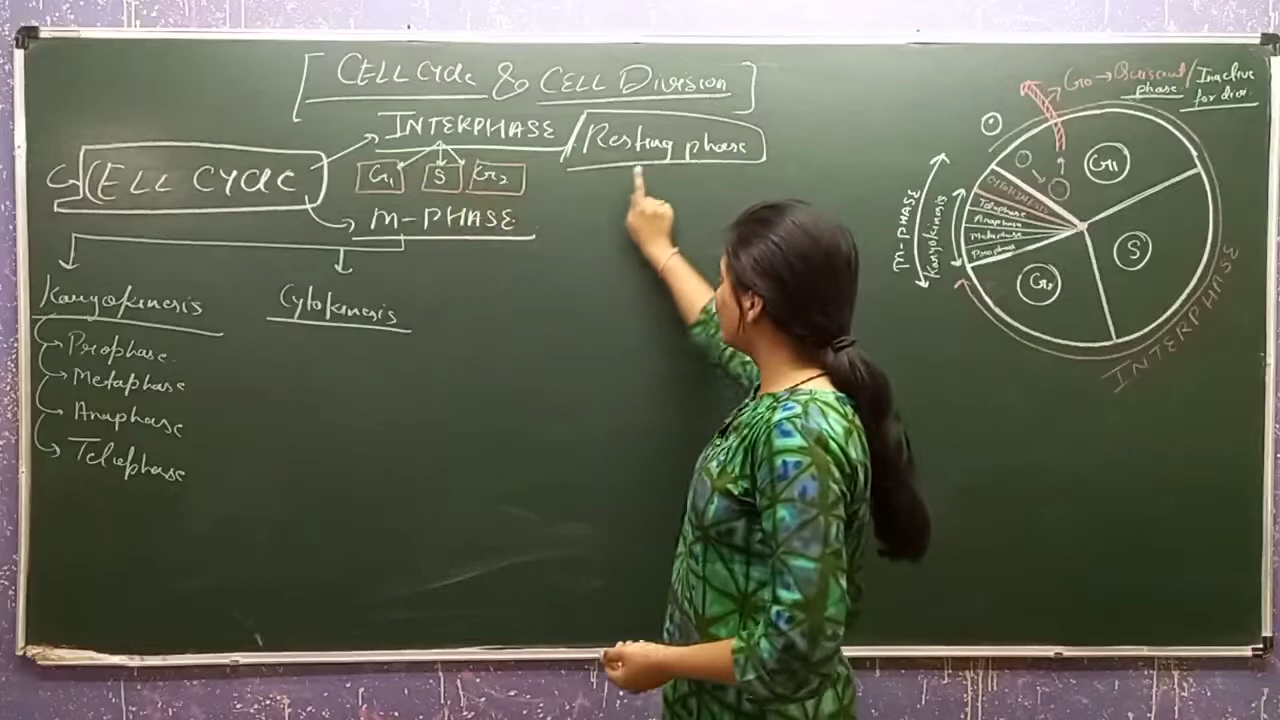 [CELL CYCLE & CELL DIVISION]
INTERPHASE / Resting phase
G1 S G2
CELL CYCLE
M-PHASE
Karyokinesis
Prophase
Metaphase
Anaphase
Telophase
Cytokinesis
G0 → Quiescent phase / Inactive for divn.
G1
S
G2
CYTOKINESIS
Telophase
Anaphase
Metaphase
Prophase
M-PHASE
Karyokinesis
INTERPHASE